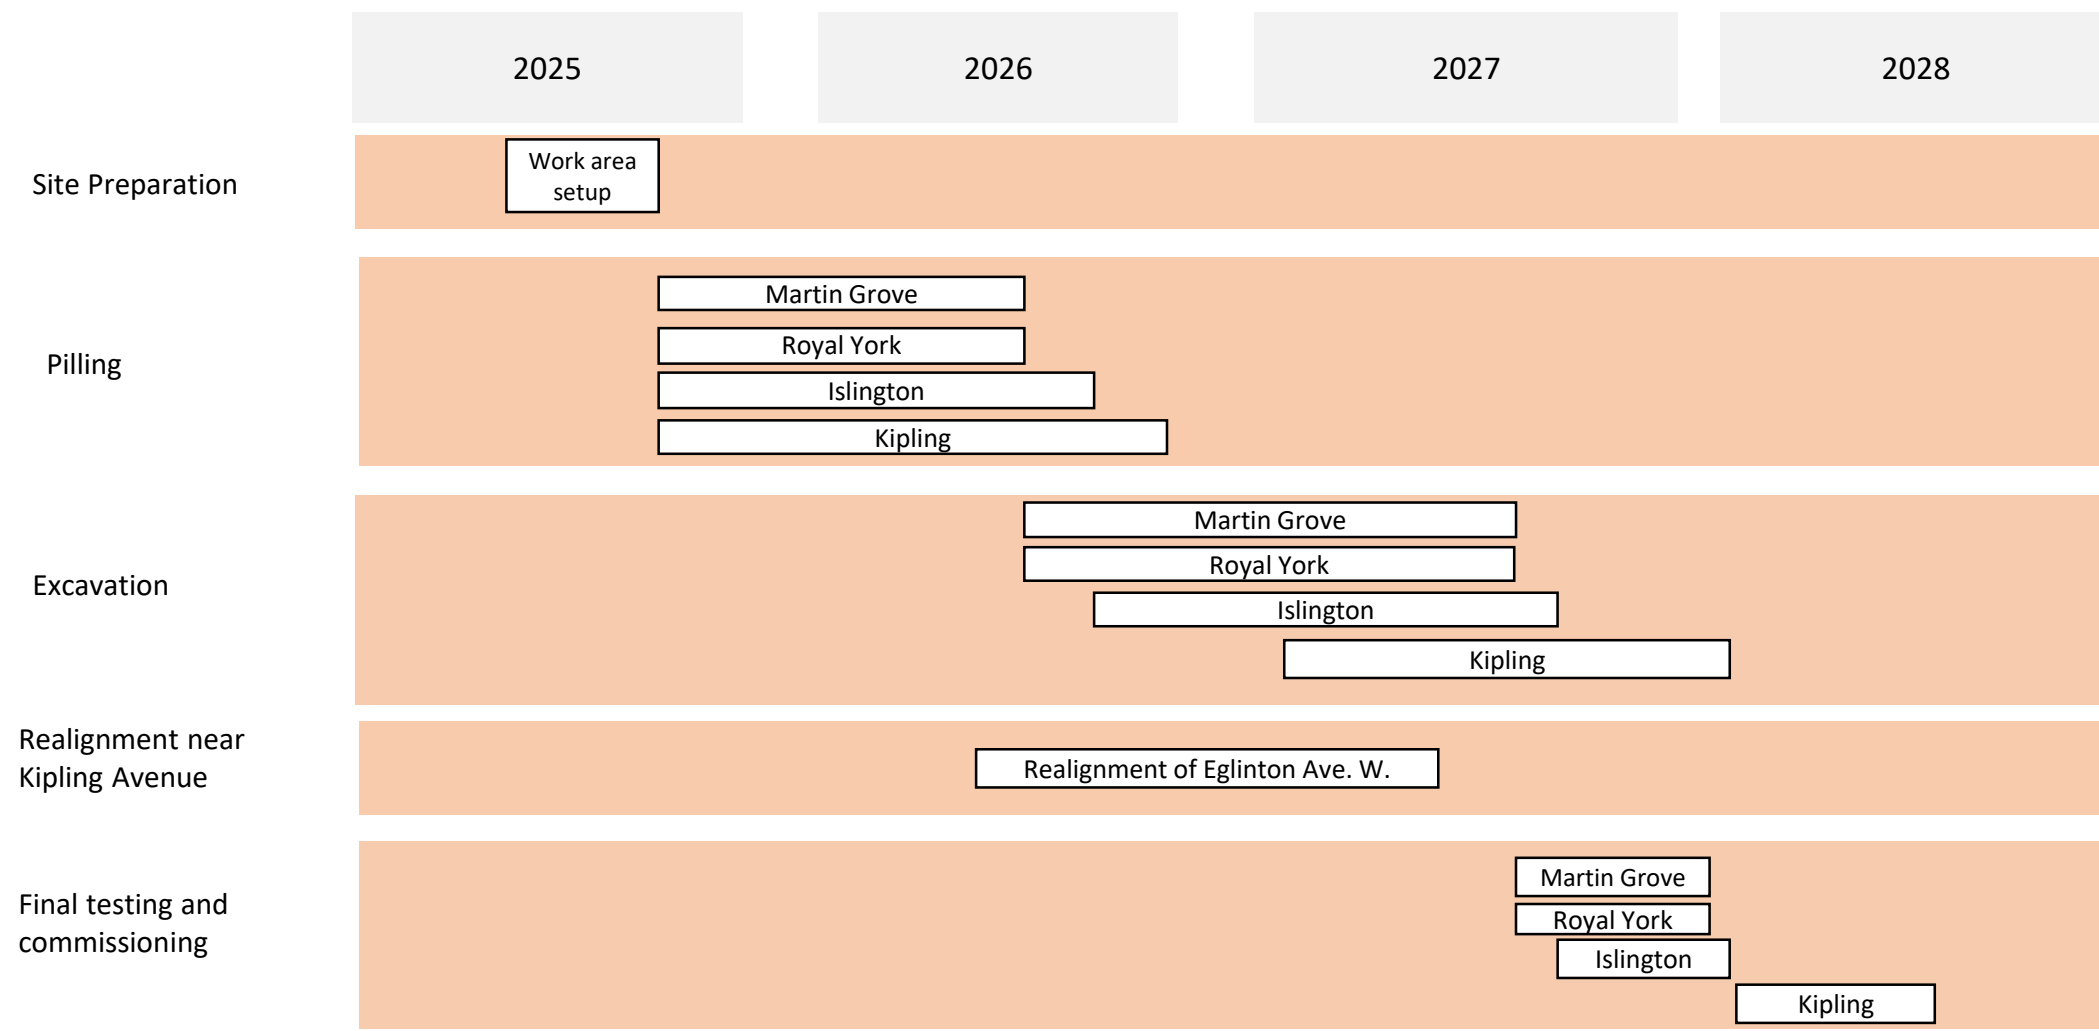 2025
2026
2027
2028
Site Preparation
Work area
setup
Pilling
Martin Grove
Royal York
Islington
Kipling
Excavation
Martin Grove
Royal York
Islington
Kipling
Realignment near
Kipling Avenue
Realignment of Eglinton Ave. W.
Final testing and
commissioning
Martin Grove
Royal York
Islington
Kipling